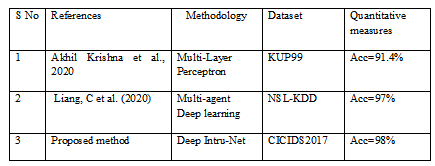 S No References Methodology Dataset Quantitative
measures
1 Akhil Krishna et al., Multi-Layer KUP99 Acc=91.4%
2020 Perceptron
2 Liang, C et al. (2020) Multi-agent NSL-KDD Acc=97%
Deep learning
3 Proposed method Deep Intru-Net CICIDS2017 Acc=98%